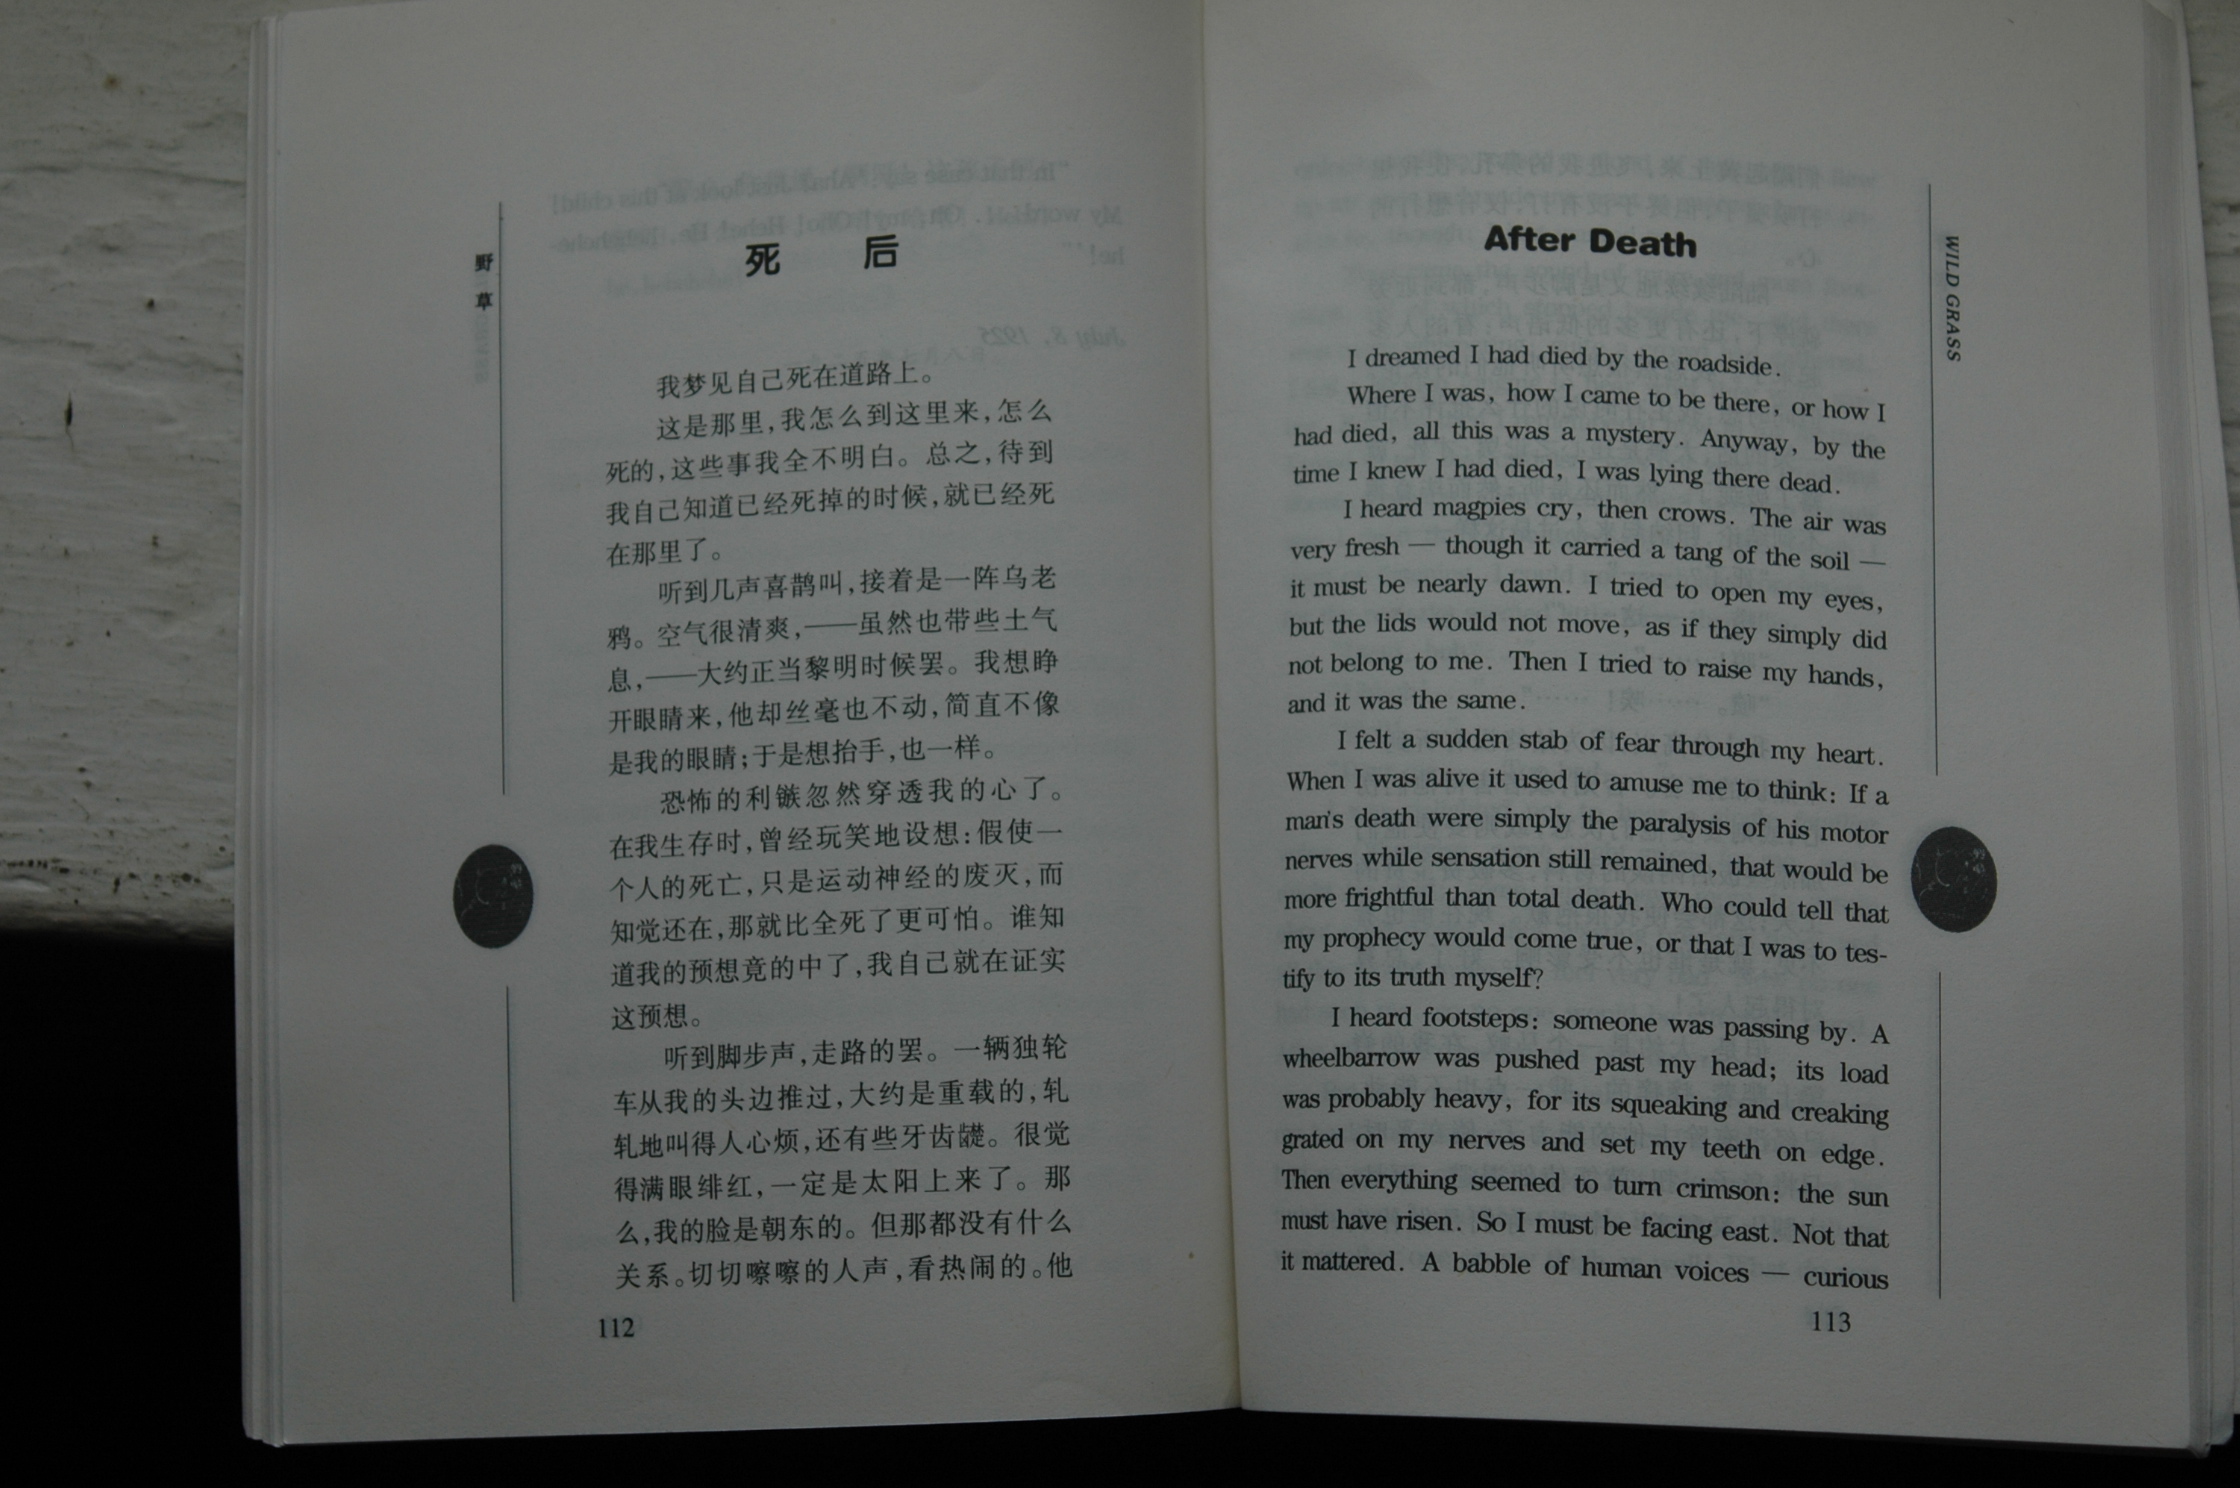 野草
死 后
我梦见自己死在道路上。
这是那里,我怎么到这里来,怎么
死的,这些事我全不明白。总之,待到
我自己知道已经死掉的时候,就已经死
在那里了。
听到几声喜鹊叫,接着是一阵乌老
鸦。空气很清爽,——虽然也带些土气
息,——大约正当黎明时候罢。我想睁
开眼睛来,他却丝毫也不动,简直不像
是我的眼睛;于是想抬手,也一样。
恐怖的利镞忽然穿透我的心了。
在我生存时,曾经玩笑地设想:假使一
个人的死亡,只是运动神经的废灭,而
知觉还在,那就比全死了更可怕。谁知
道我的预想竟的中了,我自己就在证实
这预想。
听到脚步声,走路的罢。一辆独轮
车从我的头边推过,大约是重载的,轧
轧地叫得人心烦,还有些牙齿齼。很觉
得满眼绯红,一定是太阳上来了。那
么,我的脸是朝东的。但那都没有什么
关系。切切嚓嚓的人声,看热闹的。他
112
WILD GRASS
After Death
I dreamed I had died by the roadside.
Where I was, how I came to be there, or how I
had died, all this was a mystery. Anyway, by the
time I knew I had died, I was lying there dead.
I heard magpies cry, then crows. The air was
very fresh — though it carried a tang of the soil —
it must be nearly dawn. I tried to open my eyes,
but the lids would not move, as if they simply did
not belong to me. Then I tried to raise my hands,
and it was the same.
I felt a sudden stab of fear through my heart.
When I was alive it used to amuse me to think: If a
man's death were simply the paralysis of his motor
nerves while sensation still remained, that would be
more frightful than total death. Who could tell that
my prophecy would come true, or that I was to tes-
tify to its truth myself?
I heard footsteps: someone was passing by. A
wheelbarrow was pushed past my head; its load
was probably heavy, for its squeaking and creaking
grated on my nerves and set my teeth on edge.
Then everything seemed to turn crimson: the sun
must have risen. So I must be facing east. Not that
it mattered. A babble of human voices — curious
113